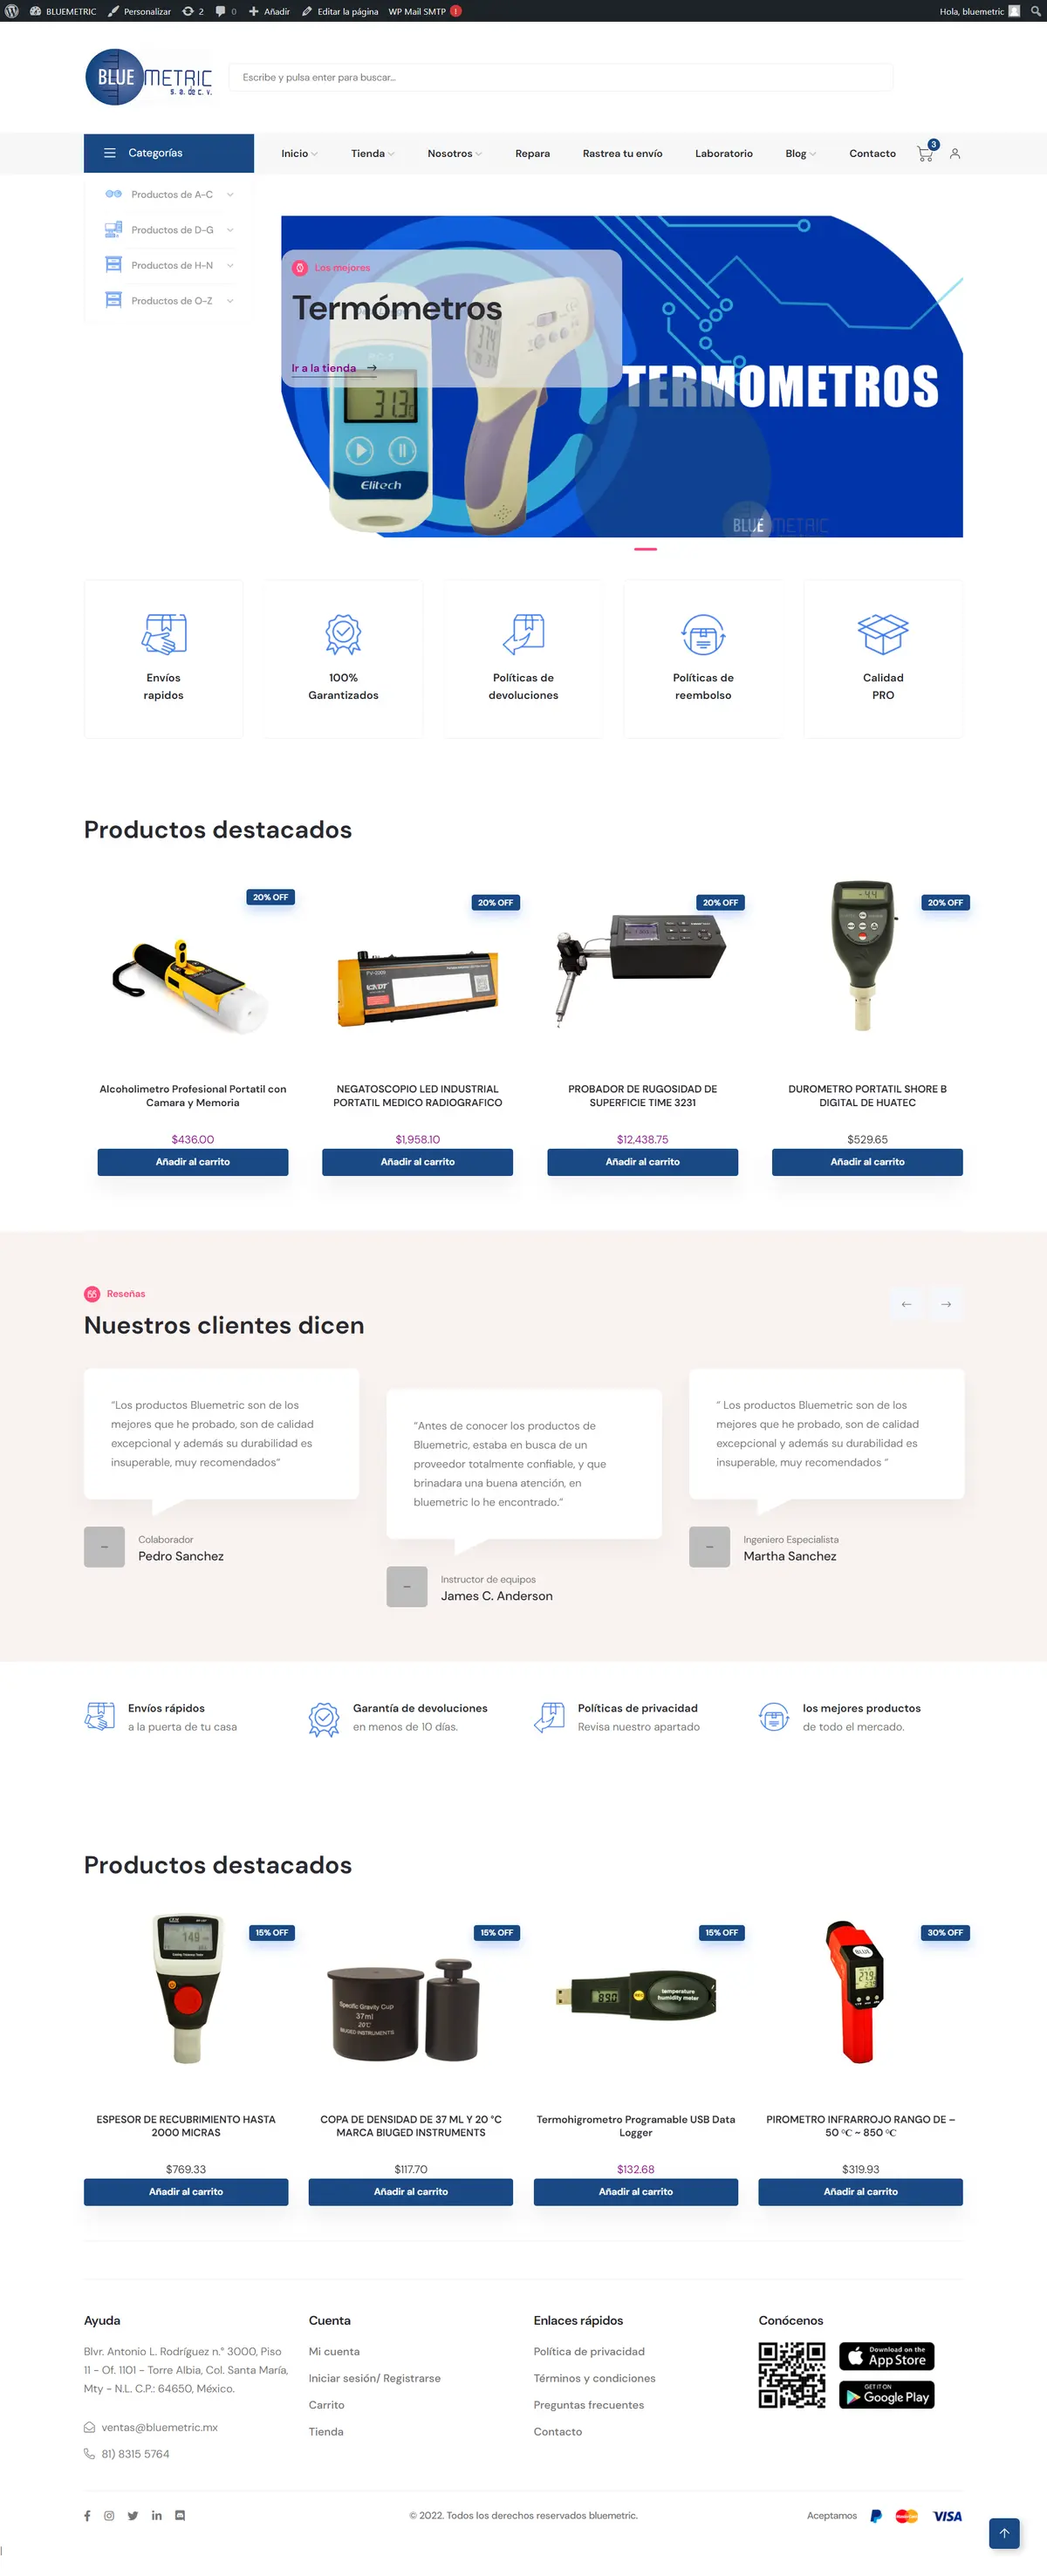 BLUEMETRIC
Personalizar
2
0
Añadir
Editar la página
WP Mail SMTP
!
Hola, bluemetric
BLUE METRIC
s. a. de c. v.
Escribe y pulsa enter para buscar...
Categorías
Inicio
Tienda
Nosotros
Repara
Rastrea tu envío
Laboratorio
Blog
Contacto
3
Productos de A-C
Productos de D-G
Productos de H-N
Productos de O-Z
Los mejores
Termómetros
Ir a la tienda
TERMOMETROS
Elitech
BLUE METRIC
Envíos
rapidos
100%
Garantizados
Políticas de
devoluciones
Políticas de
reembolso
Calidad
PRO
Productos destacados
20% OFF
20% OFF
20% OFF
20% OFF
Alcoholimetro Profesional Portatil con
Camara y Memoria
NEGATOSCOPIO LED INDUSTRIAL
PORTATIL MEDICO RADIOGRAFICO
PROBADOR DE RUGOSIDAD DE
SUPERFICIE TIME 3231
DUROMETRO PORTATIL SHORE B
DIGITAL DE HUATEC
$436.00
$1,958.10
$12,438.75
$529.65
Añadir al carrito
Añadir al carrito
Añadir al carrito
Añadir al carrito
Reseñas
Nuestros clientes dicen
“Los productos Bluemetric son de los
mejores que he probado, son de calidad
excepcional y además su durabilidad es
insuperable, muy recomendados”
Colaborador
Pedro Sanchez
“Antes de conocer los productos de
Bluemetric, estaba en busca de un
proveedor totalmente confiable, y que
brinadara una buena atención, en
bluemetric lo he encontrado.”
Instructor de equipos
James C. Anderson
“ Los productos Bluemetric son de los
mejores que he probado, son de calidad
excepcional y además su durabilidad es
insuperable, muy recomendados “
Ingeniero Especialista
Martha Sanchez
Envíos rápidos
a la puerta de tu casa
Garantía de devoluciones
en menos de 10 días.
Políticas de privacidad
Revisa nuestro apartado
los mejores productos
de todo el mercado.
Productos destacados
15% OFF
15% OFF
15% OFF
30% OFF
Specific Gravity Cup
37ml
20°C
BIUGED INSTRUMENTS
temperature
humidity meter
BLUE
ESPESOR DE RECUBRIMIENTO HASTA
2000 MICRAS
COPA DE DENSIDAD DE 37 ML Y 20 °C
MARCA BIUGED INSTRUMENTS
Termohigrometro Programable USB Data
Logger
PIROMETRO INFRARROJO RANGO DE –
50 ºC ~ 850 ºC
$769.33
$117.70
$132.68
$319.93
Añadir al carrito
Añadir al carrito
Añadir al carrito
Añadir al carrito
Ayuda
Blvr. Antonio L. Rodríguez n.° 3000, Piso
11 - Of. 1101 - Torre Albia, Col. Santa María,
Mty - N.L. C.P.: 64650, México.
ventas@bluemetric.mx
81) 8315 5764
Cuenta
Mi cuenta
Iniciar sesión/ Registrarse
Carrito
Tienda
Enlaces rápidos
Política de privacidad
Términos y condiciones
Preguntas frecuentes
Contacto
Conócenos
Download on the
App Store
GET IT ON
Google Play
© 2022. Todos los derechos reservados bluemetric.
Aceptamos
VISA